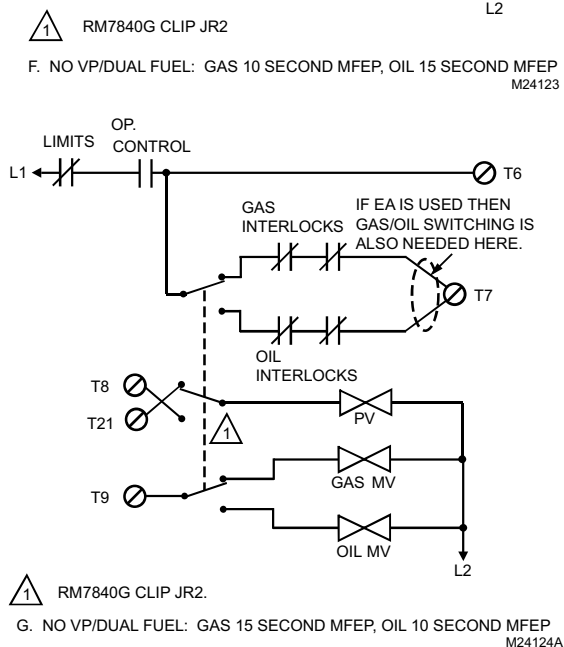 L2
1 RM7840G CLIP JR2
F. NO VP/DUAL FUEL: GAS 10 SECOND MFEP, OIL 15 SECOND MFEP
M24123
OP.
LIMITS CONTROL
L1
T6
GAS
INTERLOCKS
IF EA IS USED THEN
GAS/OIL SWITCHING IS
ALSO NEEDED HERE.
T7
OIL
INTERLOCKS
T8
T21
1
PV
T9
GAS MV
OIL MV
L2
1 RM7840G CLIP JR2.
G. NO VP/DUAL FUEL: GAS 15 SECOND MFEP, OIL 10 SECOND MFEP
M24124A